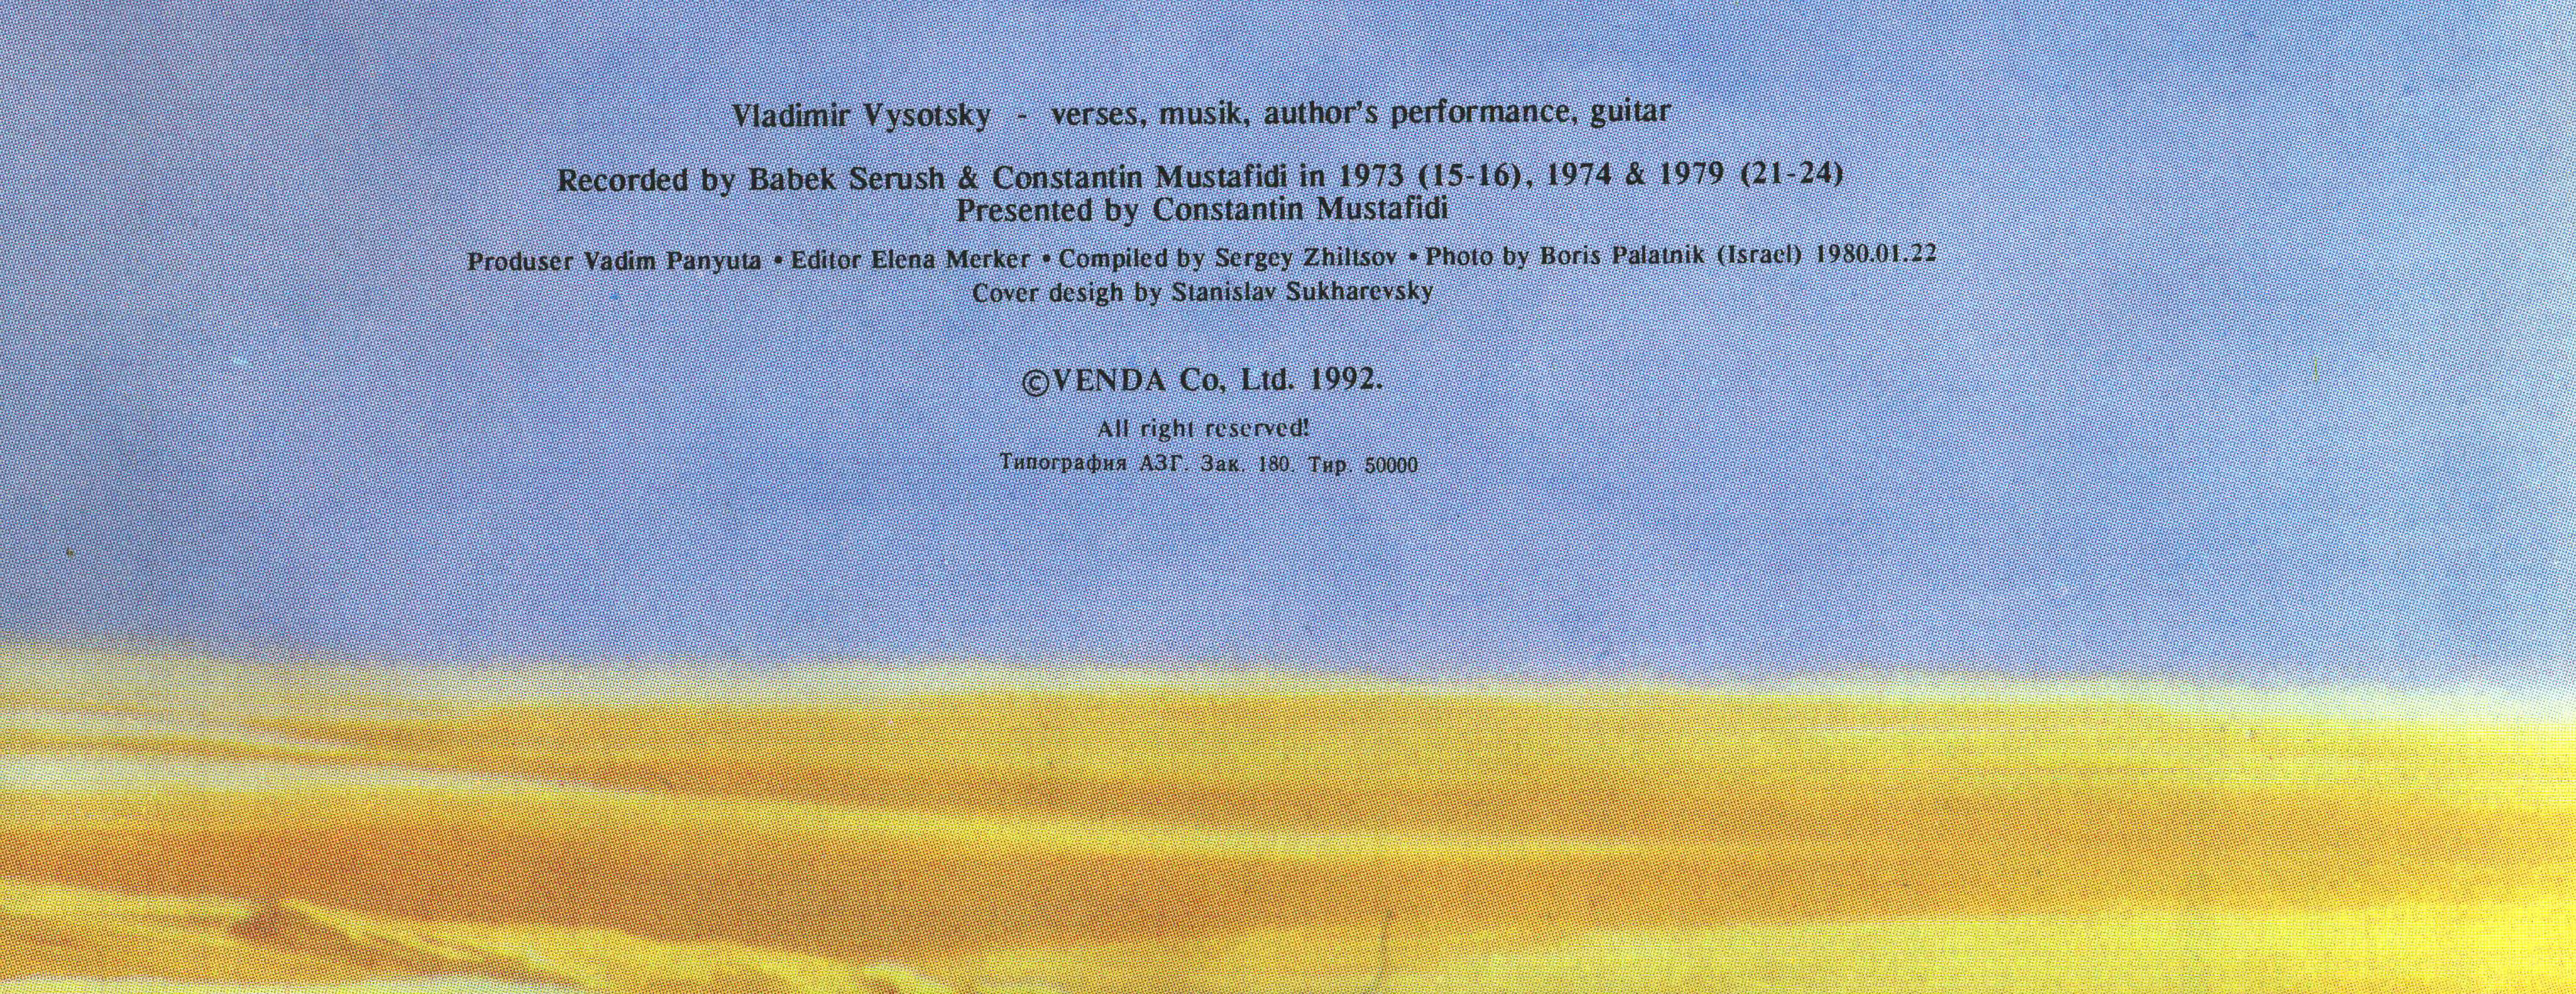 Vladimir Vysotsky - verses, musik, author's performance, guitar
Recorded by Babek Serush & Constantin Mustafidi in 1973 (15-16), 1974 & 1979 (21-24)
Presented by Constantin Mustafidi
Produser Vadim Panyuta • Editor Elena Merker • Compiled by Sergey Zhiltsov • Photo by Boris Palatnik (Israel) 1980.01.22
Cover desigh by Stanislav Sukharevsky
©VENDA Co, Ltd. 1992.
All right reserved!
Типография АЗГ. Зак. 180. Тир. 50000